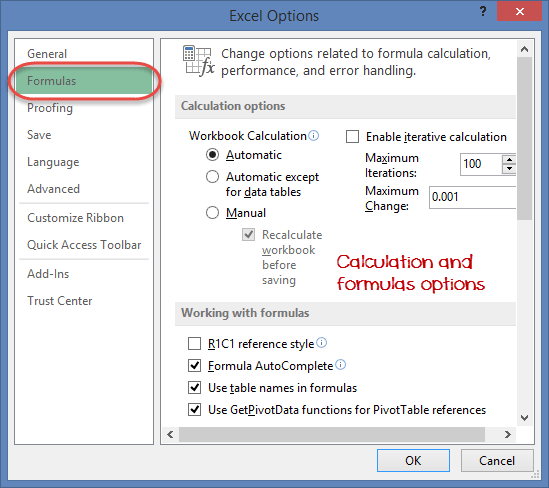 Excel Options
?
General
Formulas
Proofing
Save
Language
Advanced
Customize Ribbon
Quick Access Toolbar
Add-Ins
Trust Center
fx
Change options related to formula calculation,
performance, and error handling.
Calculation options
Workbook Calculation
Automatic
Automatic except
for data tables
Manual
Recalculate
workbook
before
saving
Enable iterative calculation
Maximum
Iterations:
100
Maximum
Change:
0.001
Calculation and
formulas options
Working with formulas
R1C1 reference style
Formula AutoComplete
Use table names in formulas
Use GetPivotData functions for PivotTable references
OK
Cancel